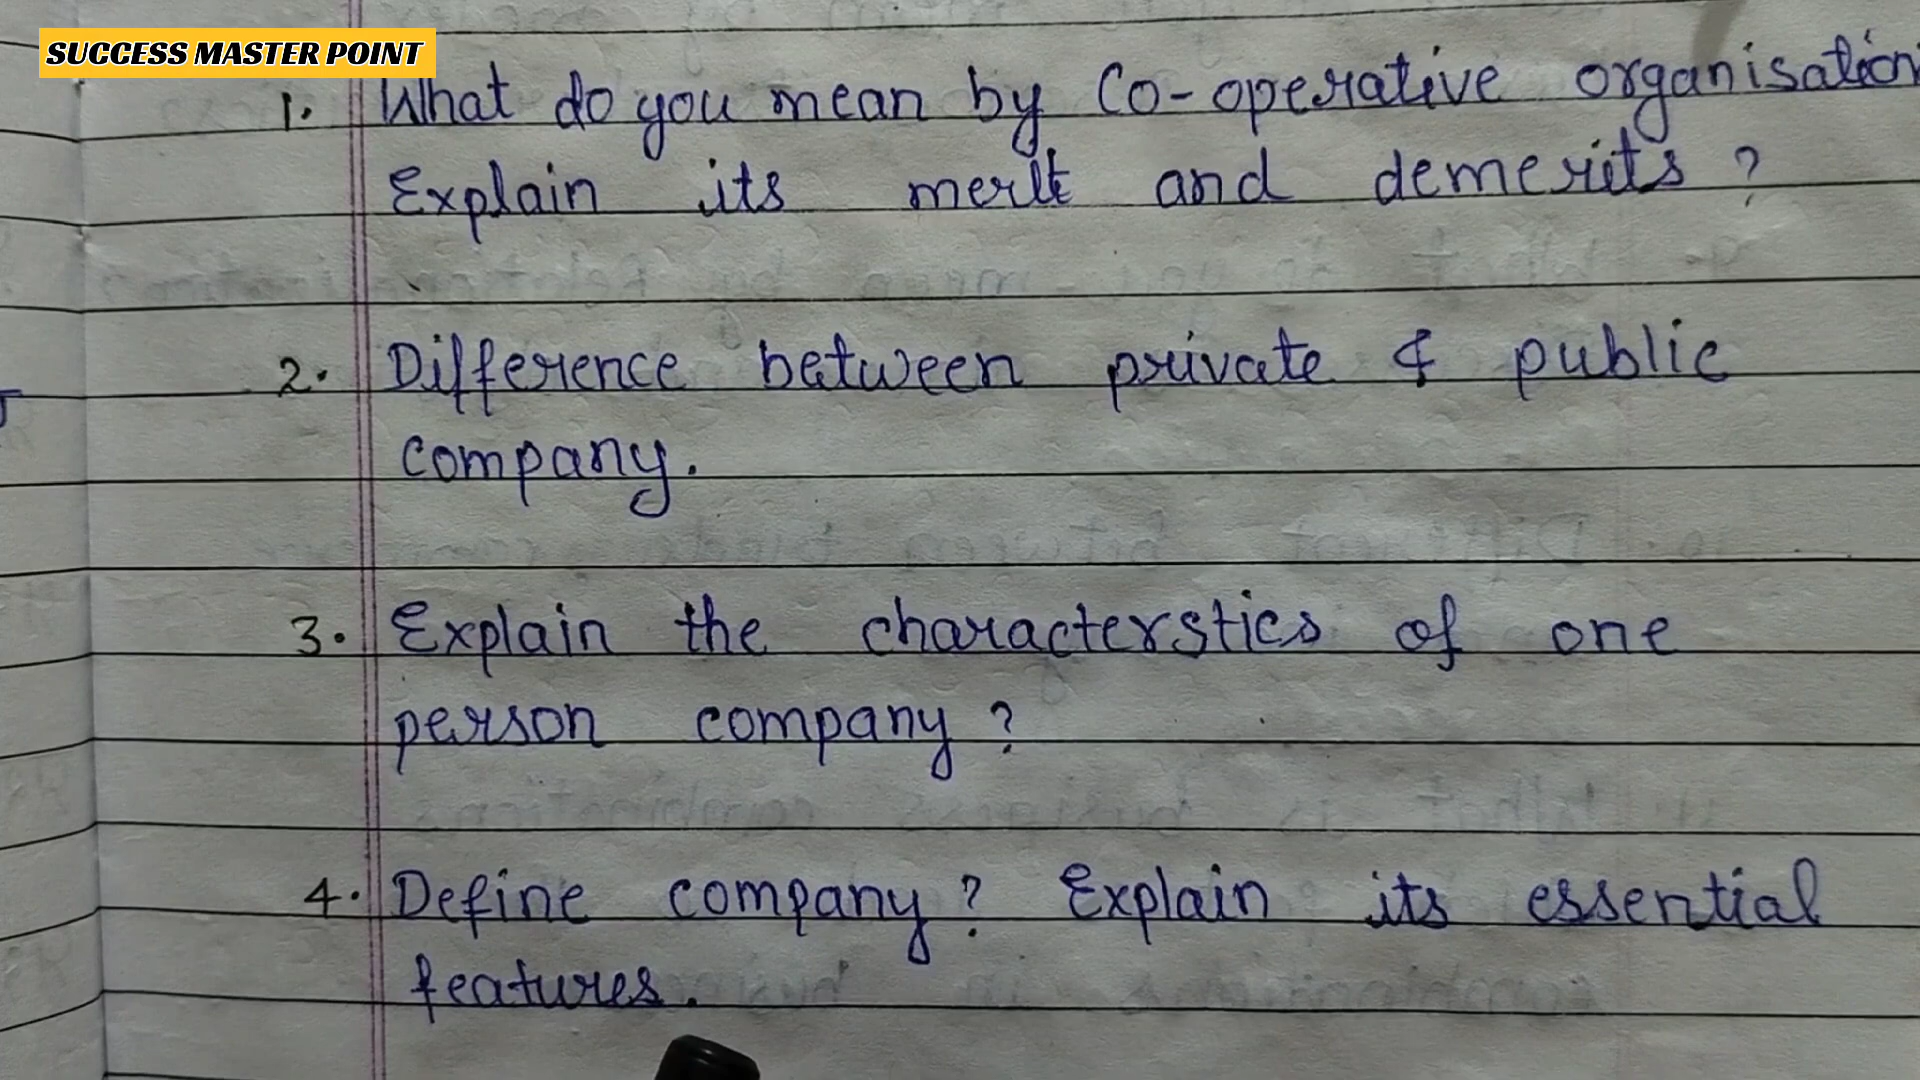 SUCCESS MASTER POINT
1. What do you mean by Co-operative organisation
Explain its merit and demerits ?
2. Difference between private & public
company.
3. Explain the characterstics of one
person company ?
4. Define company ? Explain its essential
features.